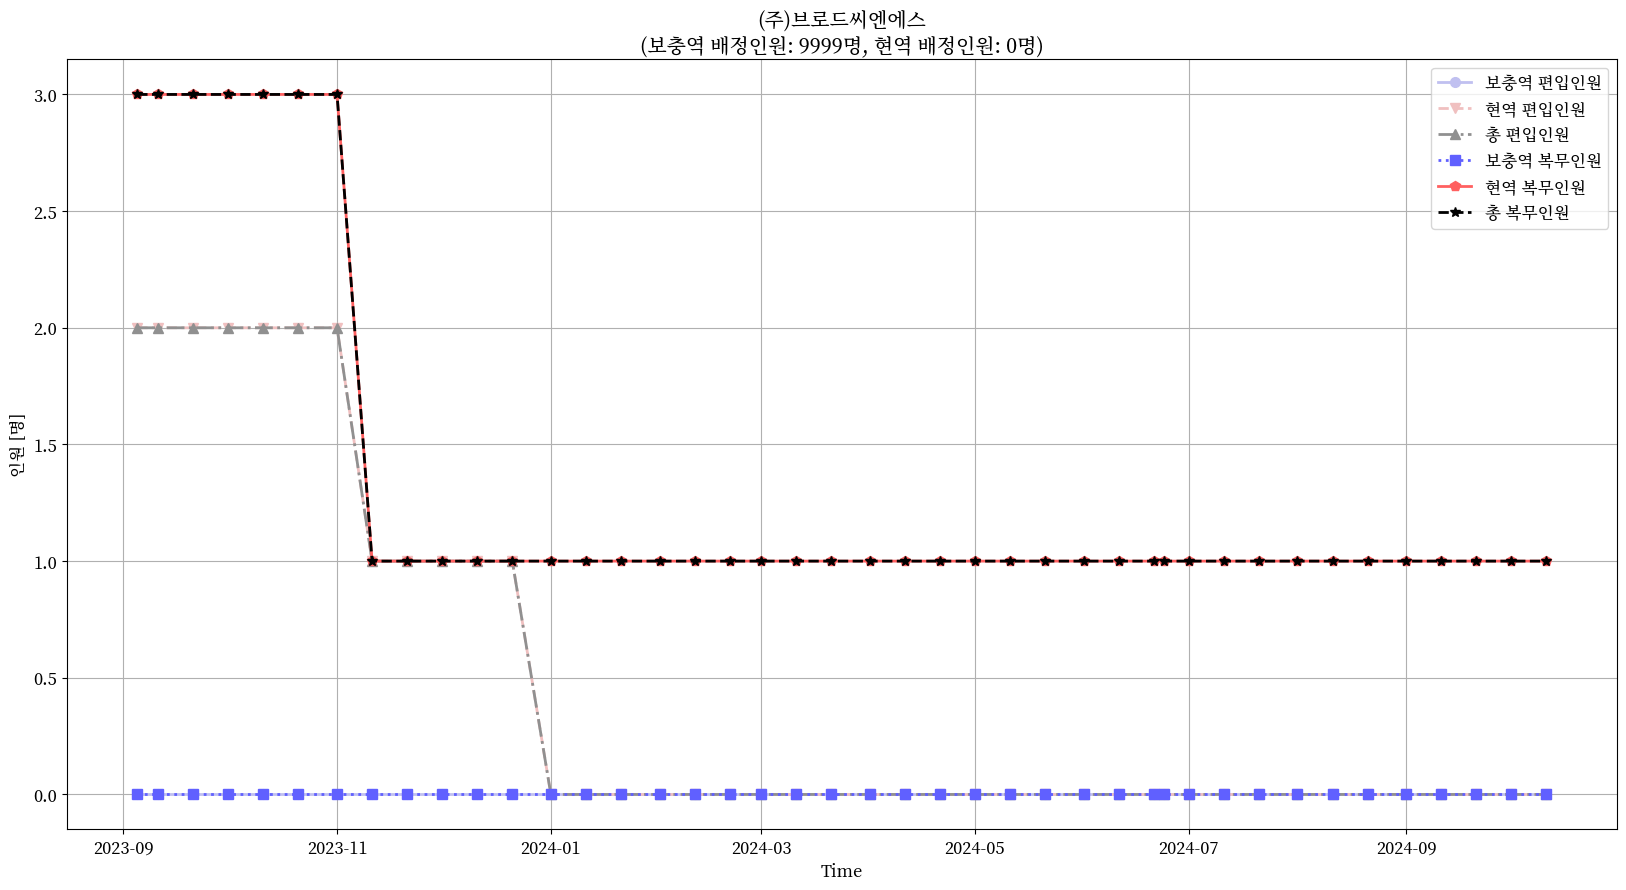 (주)브로드씨엔에스
(보충역 배정인원: 9999명, 현역 배정인원: 0명)
보충역 편입인원
현역 편입인원
총 편입인원
보충역 복무인원
현역 복무인원
총 복무인원
인원 [명]
3.0
2.5
2.0
1.5
1.0
0.5
0.0
2023-09 2023-11 2024-01 2024-03 2024-05 2024-07 2024-09
Time